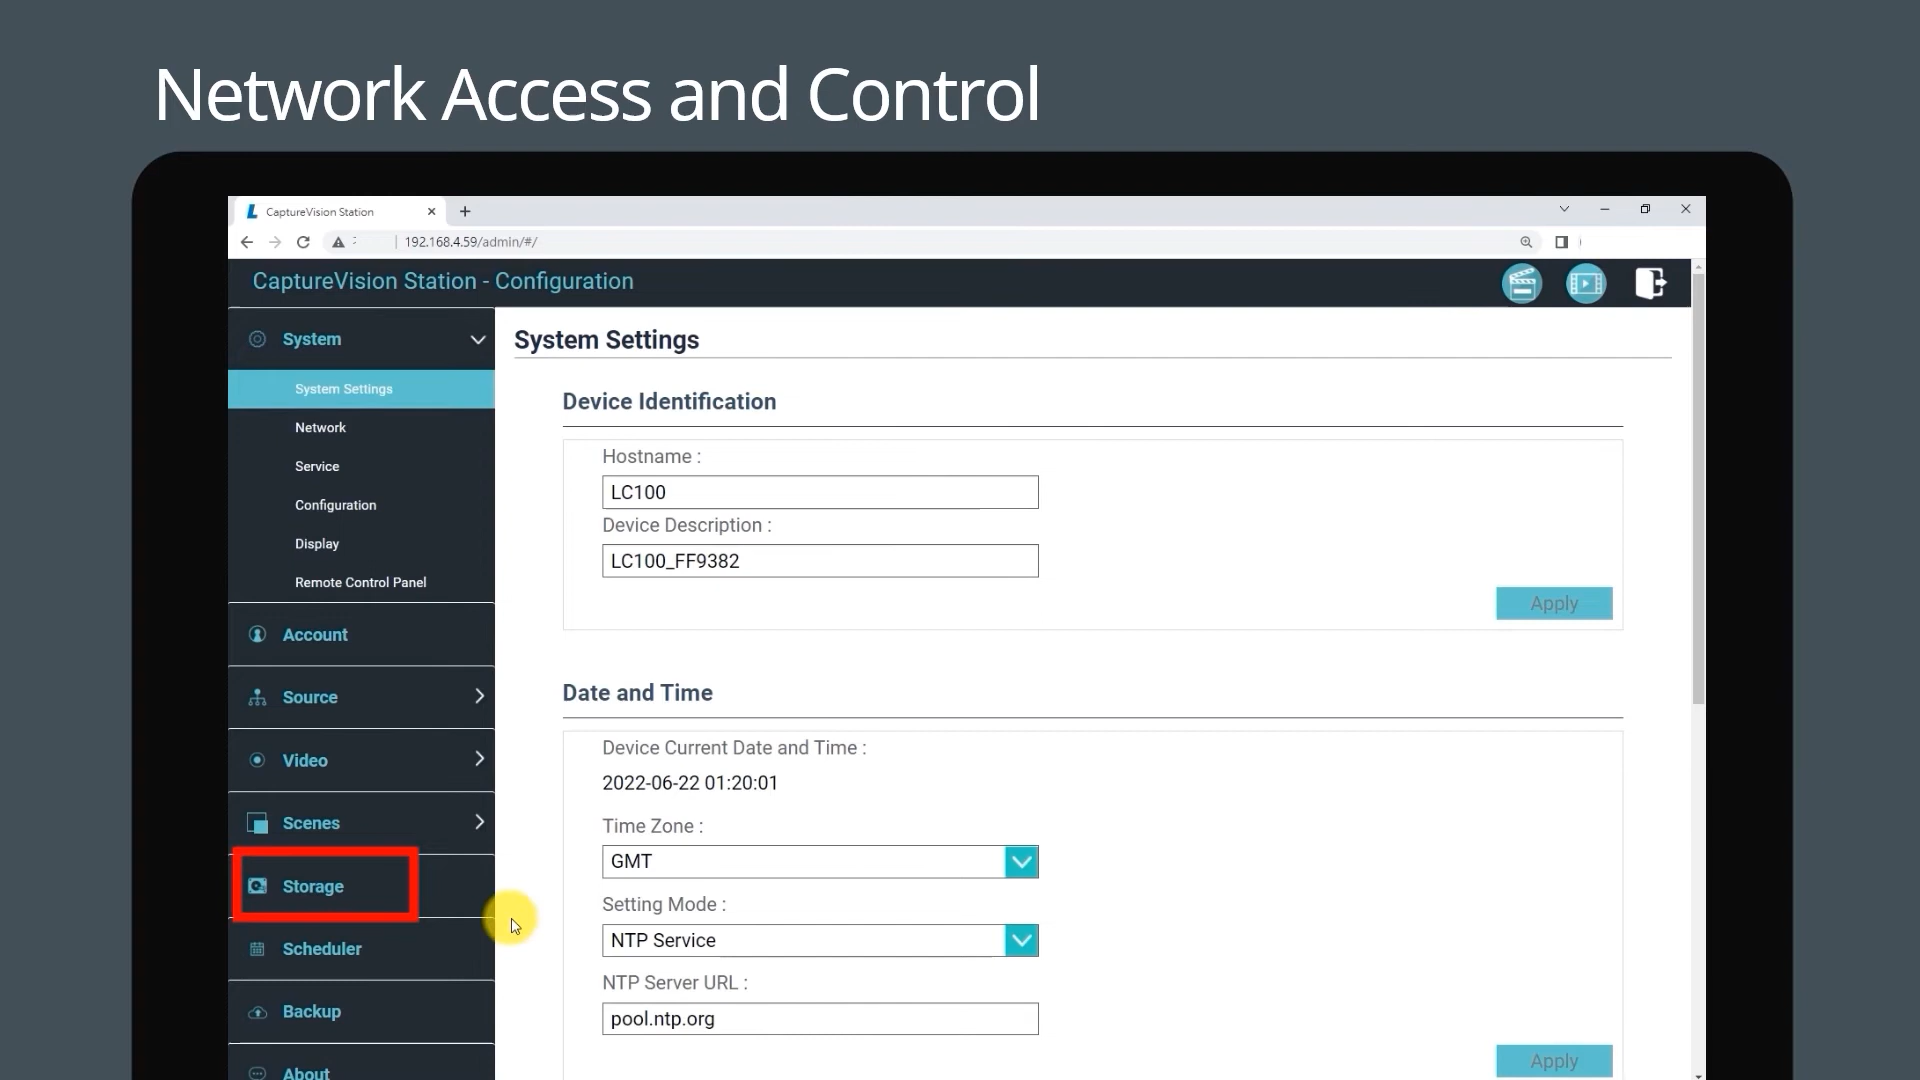 Network Access and Control
CaptureVision Station
192.168.4.59/admin/#/
CaptureVision Station - Configuration
System
System Settings
Network
Service
Configuration
Display
Remote Control Panel
Account
Source
Video
Scenes
Storage
Scheduler
Backup
About
System Settings
Device Identification
Hostname :
LC100
Device Description :
LC100_FF9382
Apply
Date and Time
Device Current Date and Time :
2022-06-22 01:20:01
Time Zone :
GMT
Setting Mode :
NTP Service
NTP Server URL :
pool.ntp.org
Apply